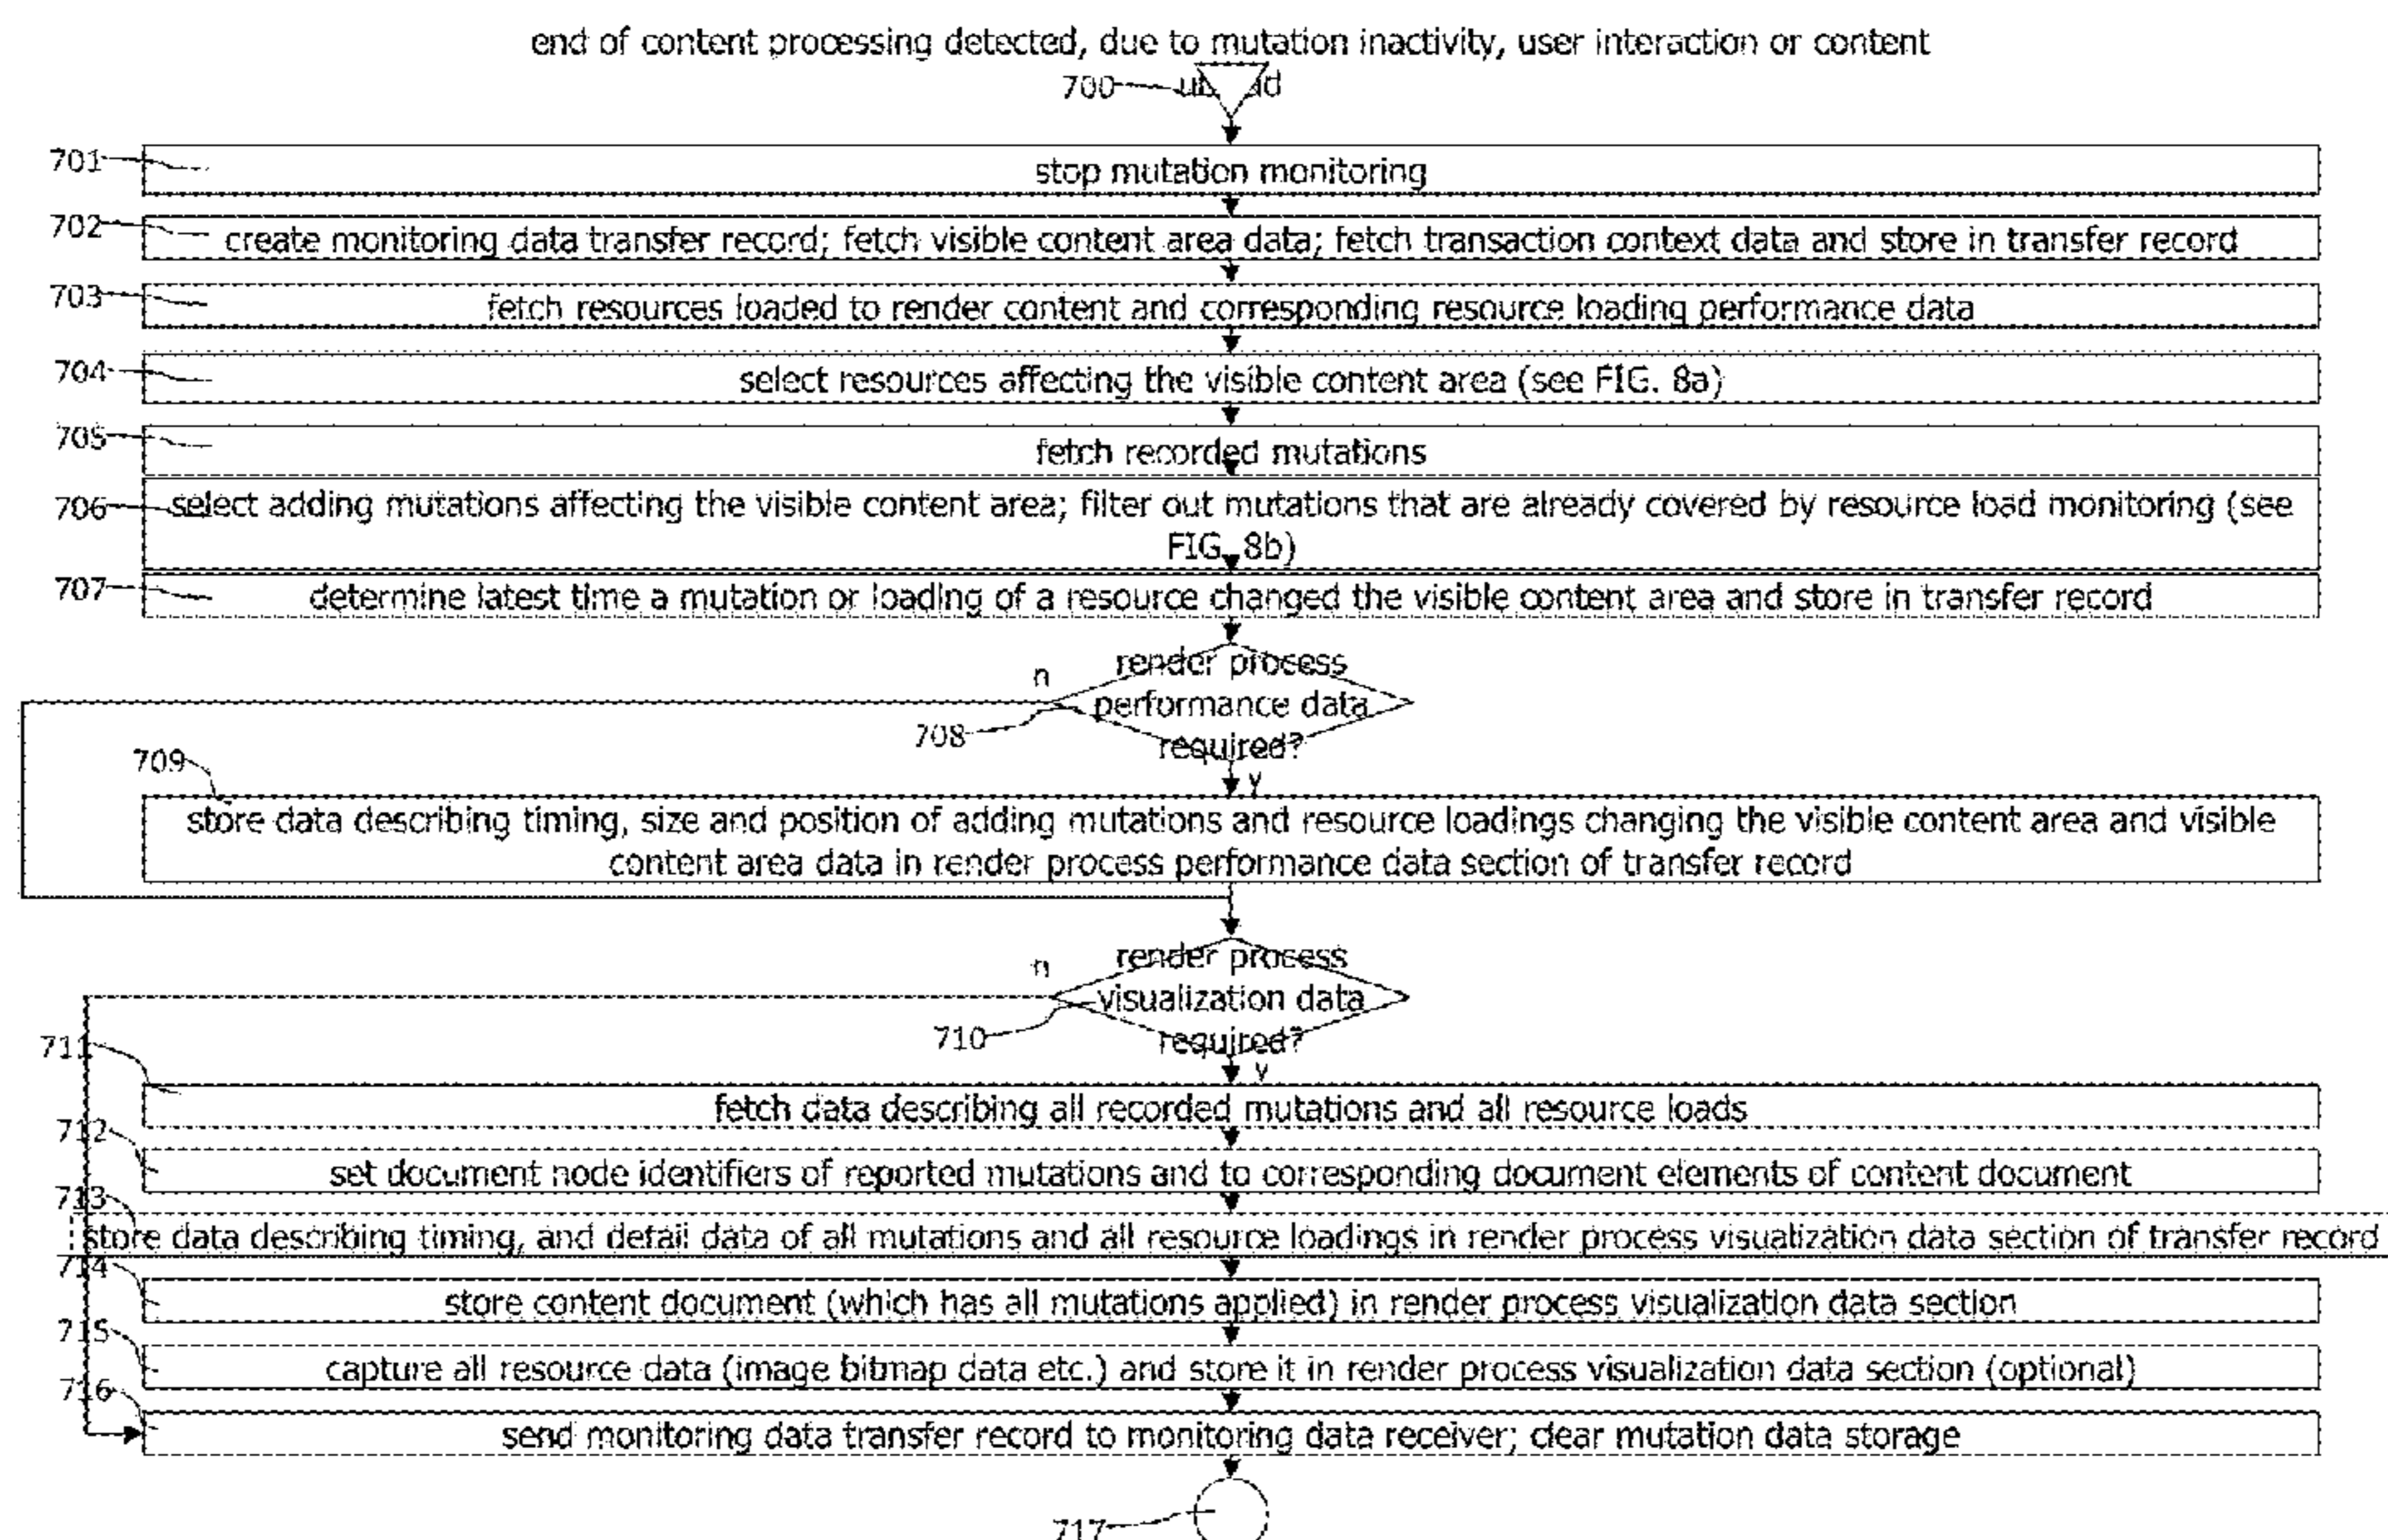 end of content processing detected, due to mutation inactivity, user interaction or content
700
701
stop mutation monitoring
702
create monitoring data transfer record; fetch visible content area data; fetch transaction context data and store in transfer record
703
fetch resources loaded to render content and corresponding resource loading performance data
704
select resources affecting the visible content area (see FIG. 8a)
705
fetch recorded mutations
706
select adding mutations affecting the visible content area; filter out mutations that are already covered by resource load monitoring (see
FIG. 8b)
707
determine latest time a mutation or loading of a resource changed the visible content area and store in transfer record
render process
n
performance data
708
required?
y
709
store data describing timing, size and position of adding mutations and resource loadings changing the visible content area and visible
content area data in render process performance data section of transfer record
render process
n
visualization data
710
required?
y
711
fetch data describing all recorded mutations and all resource loads
712
set document node identifiers of reported mutations and to corresponding document elements of content document
713
store data describing timing, and detail data of all mutations and all resource loadings in render process visualization data section of transfer record
714
store content document (which has all mutations applied) in render process visualization data section
715
capture all resource data (image bitmap data etc.) and store it in render process visualization data section (optional)
716
send monitoring data transfer record to monitoring data receiver; clear mutation data storage
717